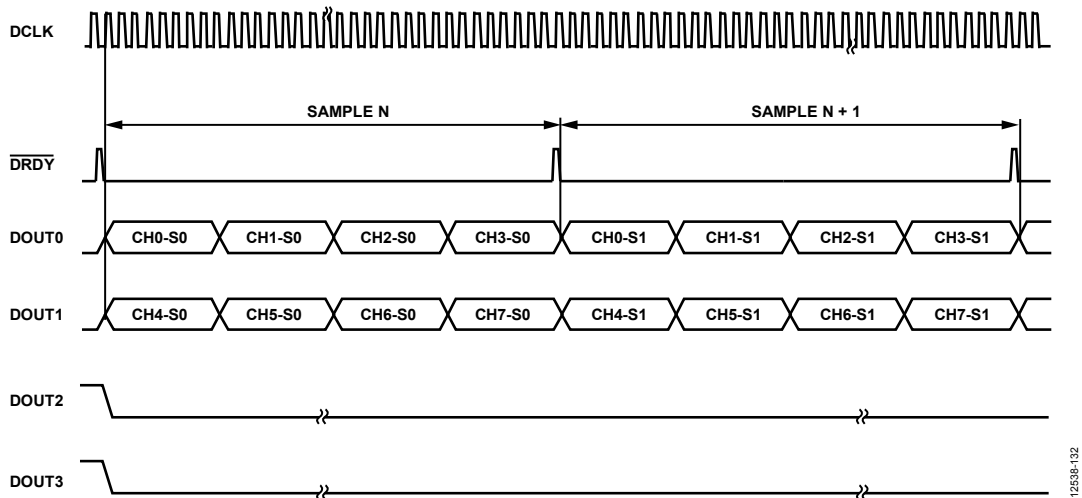 DCLK
SAMPLE N
SAMPLE N + 1
DRDY
DOUT0
CH0-S0
CH1-S0
CH2-S0
CH3-S0
CH0-S1
CH1-S1
CH2-S1
CH3-S1
DOUT1
CH4-S0
CH5-S0
CH6-S0
CH7-S0
CH4-S1
CH5-S1
CH6-S1
CH7-S1
DOUT2
DOUT3
12538-132